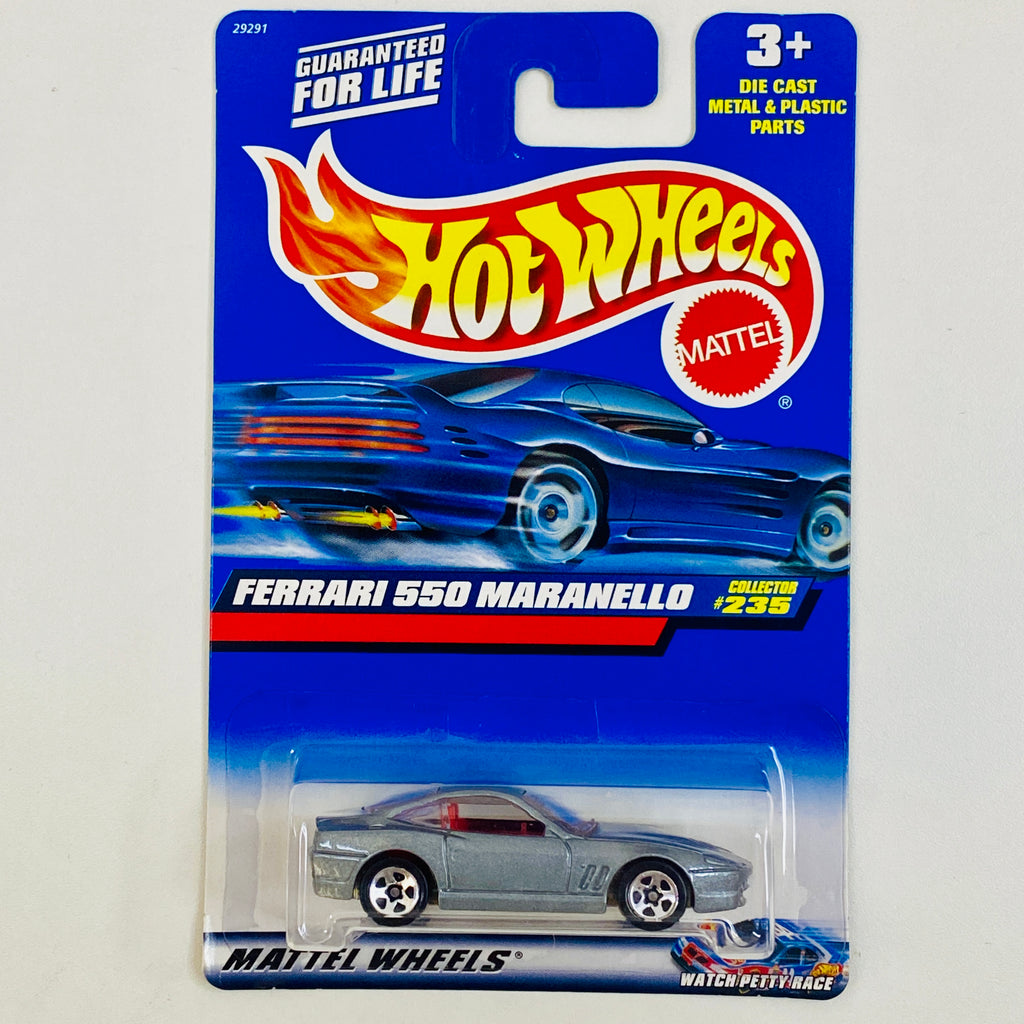 29291
GUARANTEED
FOR LIFE
3+
DIE CAST
METAL & PLASTIC
PARTS
HOT WHEELS
MATTEL
®
FERRARI 550 MARANELLO
COLLECTOR
#235
MATTEL WHEELS®
WATCH PETTY RACE